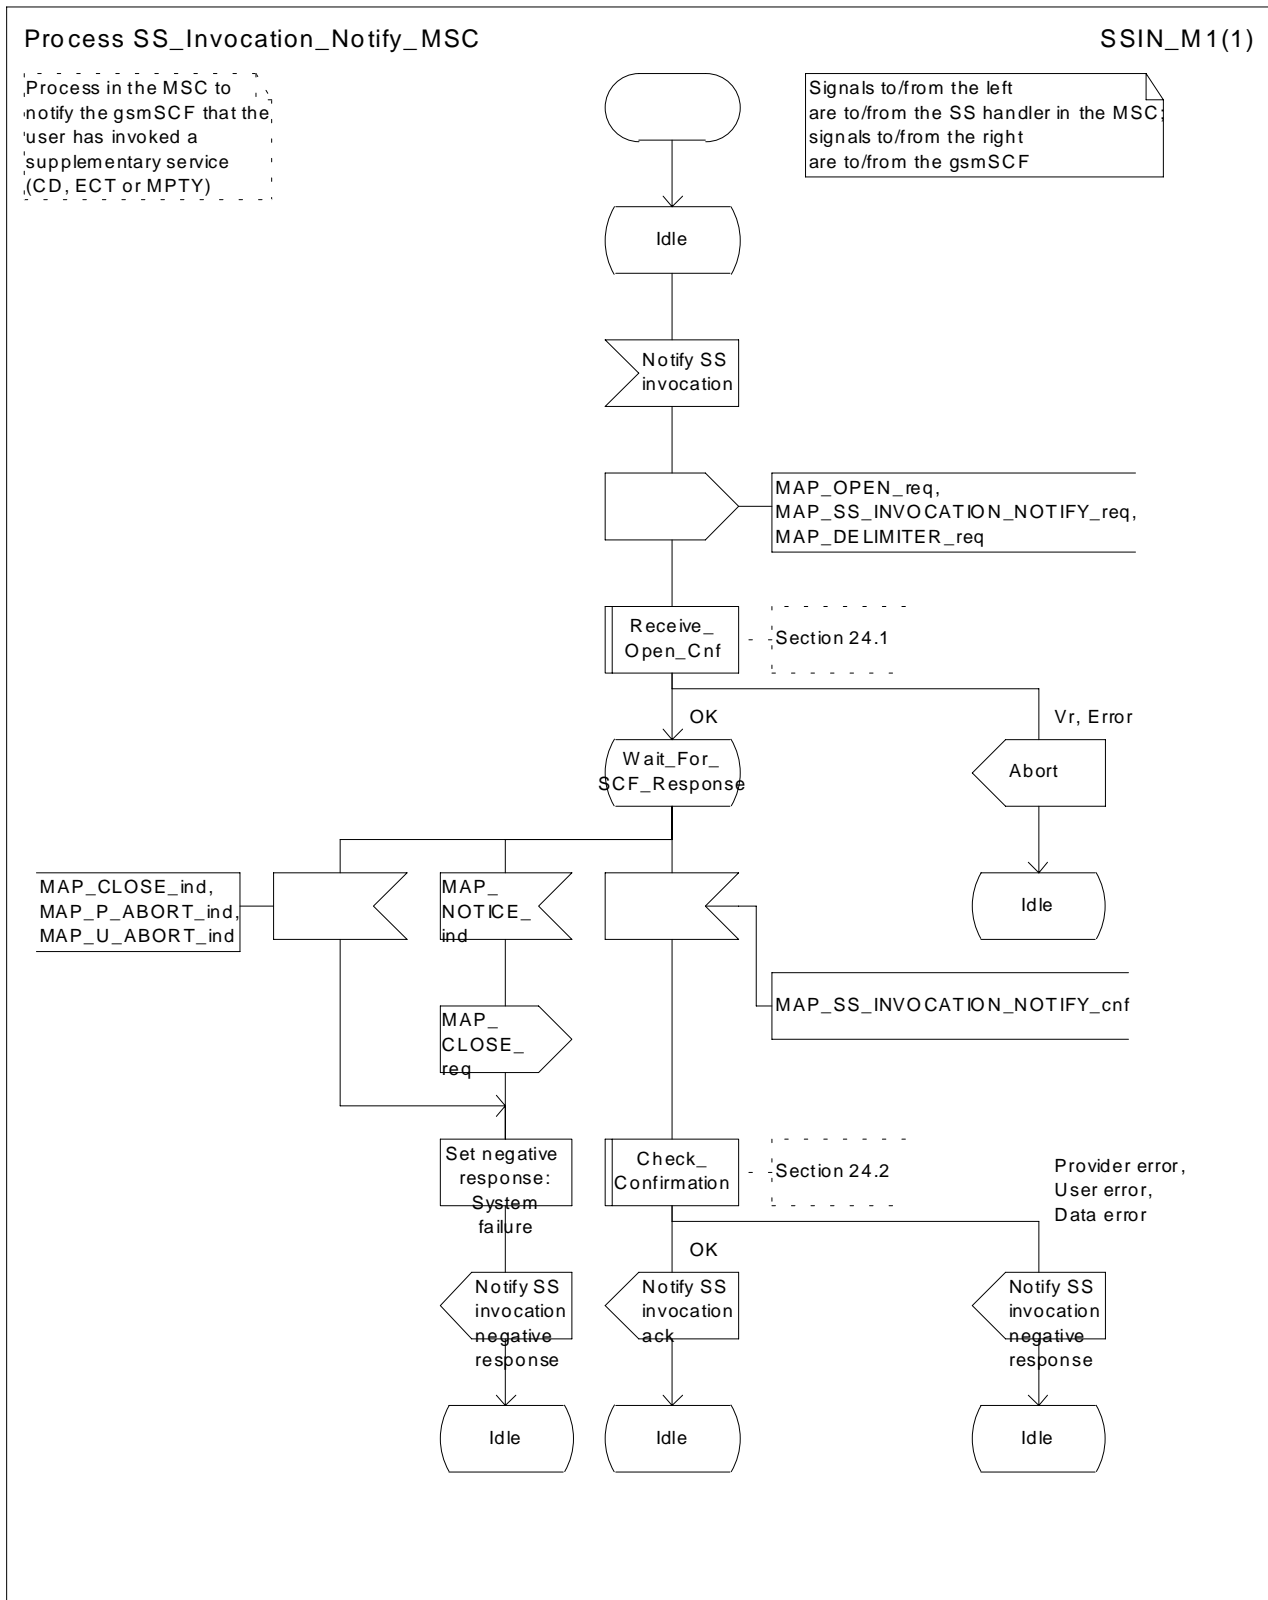 Process SS_Invocation_Notify_MSC
SSIN_M1(1)
Process in the MSC to
notify the gsmSCF that the
user has invoked a
supplementary service
(CD, ECT or MPTY)
Signals to/from the left
are to/from the SS handler in the MSC;
signals to/from the right
are to/from the gsmSCF
Idle
Notify SS
invocation
MAP_OPEN_req,
MAP_SS_INVOCATION_NOTIFY_req,
MAP_DELIMITER_req
Receive_
Open_Cnf
Section 24.1
OK
Vr, Error
Wait_For_
SCF_Response
Abort
MAP_CLOSE_ind,
MAP_P_ABORT_ind,
MAP_U_ABORT_ind
MAP_
NOTICE_
ind
Idle
MAP_SS_INVOCATION_NOTIFY_cnf
MAP_
CLOSE_
req
Set negative
response:
System
failure
Check_
Confirmation
Section 24.2
Provider error,
User error,
Data error
OK
Notify SS
invocation
negative
response
Notify SS
invocation
ack
Notify SS
invocation
negative
response
Idle
Idle
Idle